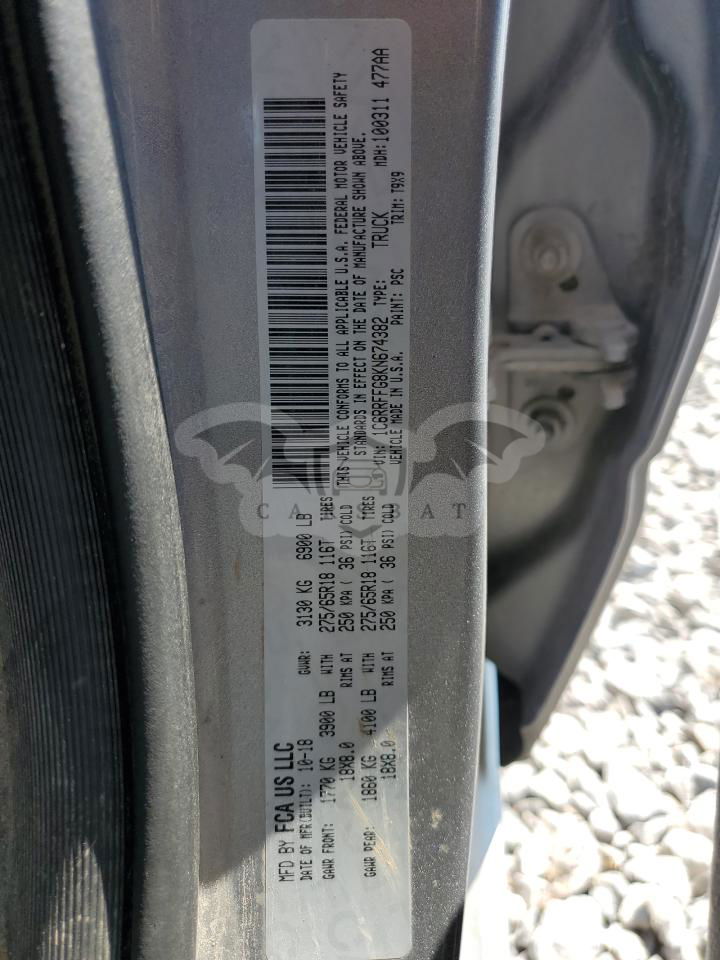 MFD BY FCA US LLC
DATE OF MFR(BUILT): 10-18 GVWR: 3130 KG 6900 LB
GAWR FRONT: 1770 KG 3900 LB WITH 275/65R18 116T TIRES
18X8.0 RIMS AT 250 KPA ( 36 PSI) COLD
GAWR REAR: 1860 KG 4100 LB WITH 275/65R18 116T TIRES
18X8.0 RIMS AT 250 KPA ( 36 PSI) COLD
THIS VEHICLE CONFORMS TO ALL APPLICABLE U.S.A. FEDERAL MOTOR VEHICLE SAFETY
STANDARDS IN EFFECT ON THE DATE OF MANUFACTURE SHOWN ABOVE.
VIN: 1C6RRFFG8KN674382 TYPE: TRUCK MDH: 100311 477AA
VEHICLE MADE IN U.S.A. PAINT: PSC TRIM: T9X9
CARSBAT